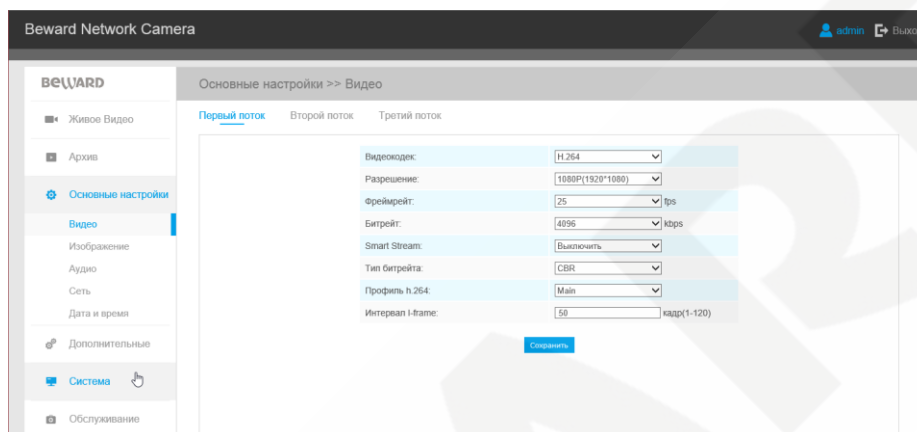 Beward Network Camera
admin
BEWARD
Основные настройки >> Видео
Живое Видео
Архив
Основные настройки
Видео
Изображение
Аудио
Сеть
Дата и время
Дополнительные
Система
Обслуживание
Первый поток Второй поток Третий поток
Видеокодек: H.264
Разрешение: 1080P(1920*1080)
Фреймрейт: 25 fps
Битрейт: 4096 kbps
Smart Stream: Выключить
Тип битрейта: CBR
Профиль h.264: Main
Интервал I-frame: 50 кадр(1-120)
Сохранить